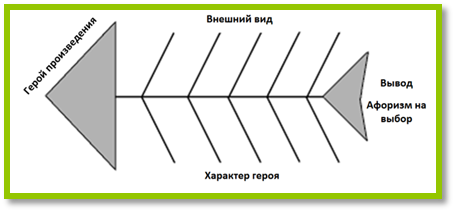 Внешний вид
Герой произведения
Вывод
Афоризм на
выбор
Характер героя